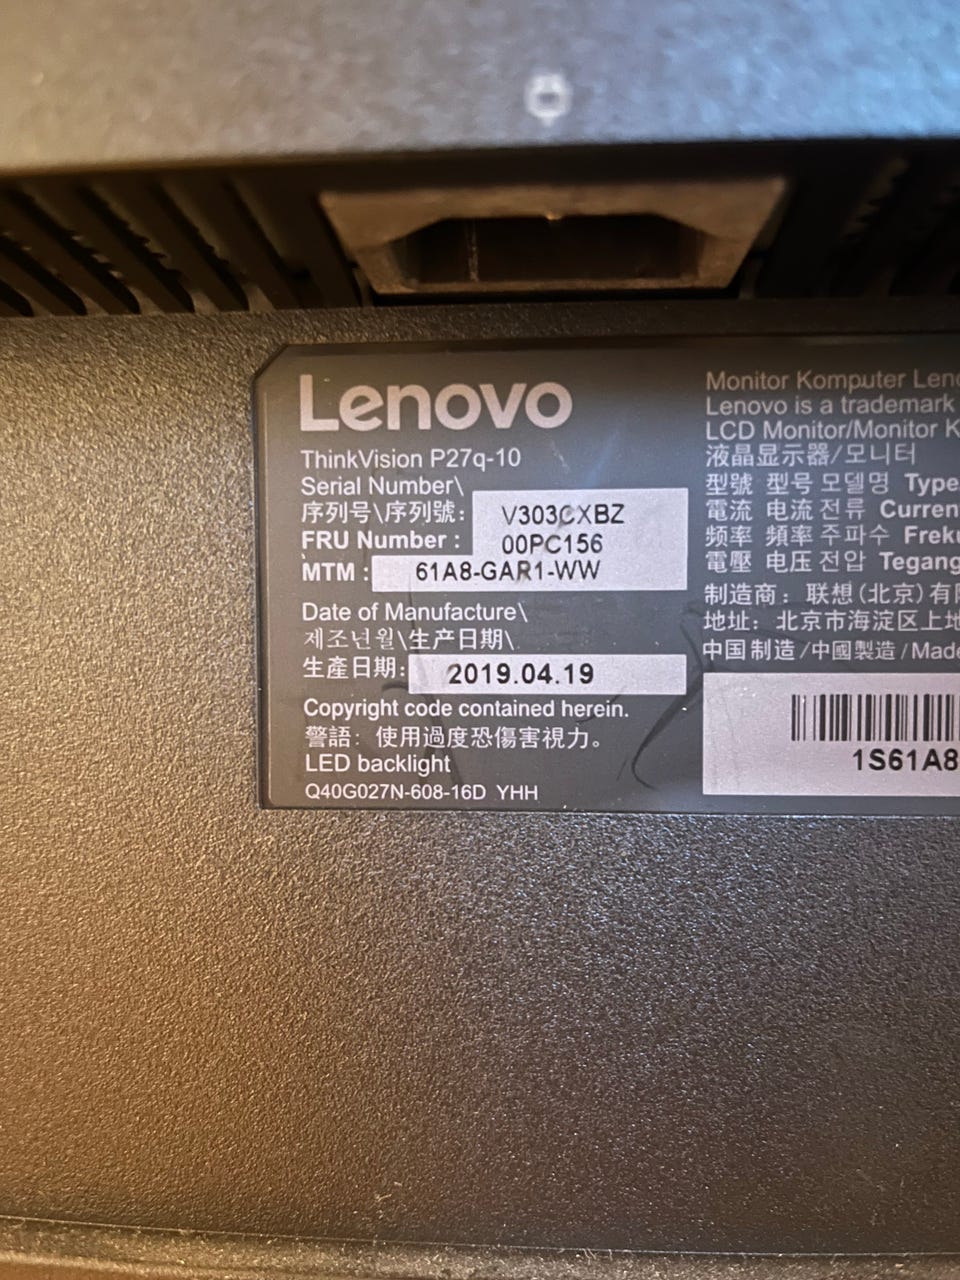 Lenovo
ThinkVision P27q-10
Serial Number\
序列号\序列號: V303CXBZ
FRU Number : 00PC156
MTM : 61A8-GAR1-WW
Date of Manufacture\
제조년월\生产日期\
生產日期: 2019.04.19
Copyright code contained herein.
警語: 使用過度恐傷害視力。
LED backlight
Q40G027N-608-16D YHH
Monitor Komputer Leno
Lenovo is a trademark
LCD Monitor/Monitor K
液晶显示器/모니터
型號 型号 모델명 Type
電流 电流 전류 Curren
频率 頻率 주파수 Freku
電壓 电压 전압 Tegang
制造商: 联想(北京)有限
地址: 北京市海淀区上地
中国制造/中國製造/Made
1S61A8